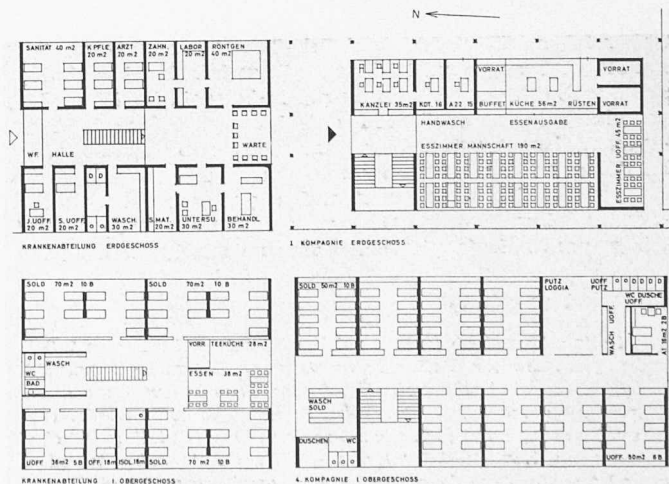 N
SANITÄT 40 m2
K PFLE.
20 m2
ARZT
20 m2
ZAHN.
20 m2
LABOR
20 m2
RÖNTGEN
40 m2
WF.
HALLE
WARTE
J.UOFF.
20 m2
S.UOFF.
20 m2
WASCH.
30 m2
S.MAT.
20 m2
UNTERSU.
30 m2
BEHANDL.
30 m2
KRANKENABTEILUNG ERDGESCHOSS
KANZLEI 35m2
KDT. 16
A22 15
VORRAT
BUFFET
KÜCHE 56m2
RÜSTEN
VORRAT
VORRAT
HANDWASCH
ESSENAUSGABE
ESSZIMMER MANNSCHAFT 190 m2
ESSZIMMER UOFF. 45 m2
1. KOMPAGNIE ERDGESCHOSS
SOLD 70 m2 10 B
SOLD. 70 m2 10 B
WASCH
WC
BAD
VORR
TEEKÜCHE 28 m2
ESSEN 38 m2
UOFF 36 m2 5 B
OFF. 18 m
ISOL. 18 m
SOLD. 70 m2 10 B
KRANKENABTEILUNG 1. OBERGESCHOSS
SOLD 50 m2 10 B.
PUTZ
LOGGIA
UOFF
PUTZ
WC DUSCHE
UOFF.
WASCH UOFF.
WASCH
SOLD
DUSCHEN
WC
UOFF. 50 m2 8 B
4. KOMPAGNIE 1. OBERGESCHOSS